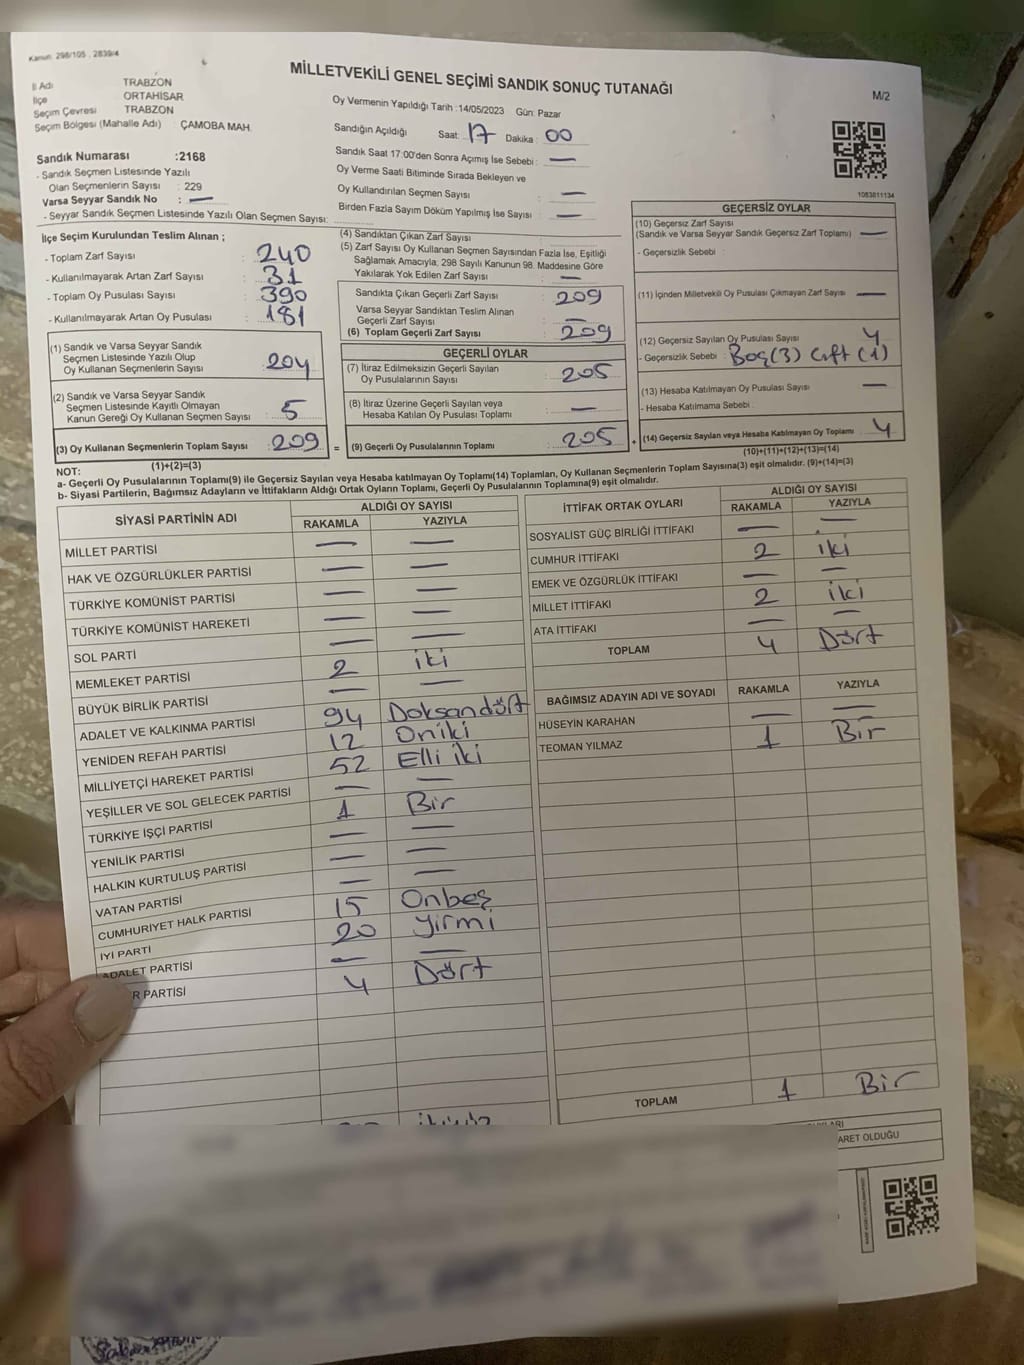 Kanun: 298/105 , 2839/4
MİLLETVEKİLİ GENEL SEÇİMİ SANDIK SONUÇ TUTANAĞI
M/2
İl Adı TRABZON
İlçe ORTAHİSAR
Seçim Çevresi TRABZON
Seçim Bölgesi (Mahalle Adı) : ÇAMOBA MAH.
Sandık Numarası :2168
- Sandık Seçmen Listesinde Yazılı
Olan Seçmenlerin Sayısı : 229
Varsa Seyyar Sandık No : —
- Seyyar Sandık Seçmen Listesinde Yazılı Olan Seçmen Sayısı:
Oy Vermenin Yapıldığı Tarih :14/05/2023 Gün: Pazar
Sandığın Açıldığı Saat: 17 Dakika : 00
Sandık Saat 17:00'den Sonra Açımış İse Sebebi : —
Oy Verme Saati Bitiminde Sırada Bekleyen ve
Oy Kullandırılan Seçmen Sayısı —
Birden Fazla Sayım Döküm Yapılmış İse Sayısı : —
1083811134
İlçe Seçim Kurulundan Teslim Alınan ;
- Toplam Zarf Sayısı : 240
- Kullanılmayarak Artan Zarf Sayısı : 31
- Toplam Oy Pusulası Sayısı : 390
- Kullanılmayarak Artan Oy Pusulası : 181
(1) Sandık ve Varsa Seyyar Sandık
Seçmen Listesinde Yazılı Olup
Oy Kullanan Seçmenlerin Sayısı : 204
(2) Sandık ve Varsa Seyyar Sandık
Seçmen Listesinde Kayıtlı Olmayan
Kanun Gereği Oy Kullanan Seçmen Sayısı : 5
(3) Oy Kullanan Seçmenlerin Toplam Sayısı : 209
(1)+(2)=(3)
(4) Sandıktan Çıkan Zarf Sayısı
(5) Zarf Sayısı Oy Kullanan Seçmen Sayısından Fazla İse, Eşitliği
Sağlamak Amacıyla, 298 Sayılı Kanunun 98. Maddesine Göre
Yakılarak Yok Edilen Zarf Sayısı : —
Sandıkta Çıkan Geçerli Zarf Sayısı : 209
Varsa Seyyar Sandıktan Teslim Alınan
Geçerli Zarf Sayısı : —
(6) Toplam Geçerli Zarf Sayısı : 209
GEÇERLİ OYLAR
(7) İtiraz Edilmeksizin Geçerli Sayılan
Oy Pusulalarının Sayısı : 205
(8) İtiraz Üzerine Geçerli Sayılan veya
Hesaba Katılan Oy Pusulası Toplamı : —
= (9) Geçerli Oy Pusulalarının Toplamı : 205
GEÇERSİZ OYLAR
(10) Geçersiz Zarf Sayısı
(Sandık ve Varsa Seyyar Sandık Geçersiz Zarf Toplamı) : —
- Geçersizlik Sebebi :
(11) İçinden Milletvekili Oy Pusulası Çıkmayan Zarf Sayısı : —
(12) Geçersiz Sayılan Oy Pusulası Sayısı : 4
- Geçersizlik Sebebi : Boş(3) Çift (1)
(13) Hesaba Katılmayan Oy Pusulası Sayısı : —
- Hesaba Katılmama Sebebi :
+ (14) Geçersiz Sayılan veya Hesaba Katılmayan Oy Toplamı : 4
(10)+(11)+(12)+(13)=(14)
NOT:
a- Geçerli Oy Pusulalarının Toplamı(9) ile Geçersiz Sayılan veya Hesaba katılmayan Oy Toplamı(14) Toplamları, Oy Kullanan Seçmenlerin Toplam Sayısına(3) eşit olmalıdır. (9)+(14)=(3)
b- Siyasi Partilerin, Bağımsız Adayların ve İttifakların Aldığı Ortak Oyların Toplamı, Geçerli Oy Pusulalarının Toplamına(9) eşit olmalıdır.
SİYASİ PARTİNİN ADI ALDIĞI OY SAYISI
RAKAMLA YAZIYLA
MİLLET PARTİSİ — —
HAK VE ÖZGÜRLÜKLER PARTİSİ — —
TÜRKİYE KOMÜNİST PARTİSİ — —
TÜRKİYE KOMÜNİST HAREKETİ — —
SOL PARTİ — —
MEMLEKET PARTİSİ 2 iki
BÜYÜK BİRLİK PARTİSİ — —
ADALET VE KALKINMA PARTİSİ 94 Doksandört
YENİDEN REFAH PARTİSİ 12 Oniki
MİLLİYETÇİ HAREKET PARTİSİ 52 Elli iki
YEŞİLLER VE SOL GELECEK PARTİSİ — —
TÜRKİYE İŞÇİ PARTİSİ 1 Bir
YENİLİK PARTİSİ — —
HALKIN KURTULUŞ PARTİSİ — —
VATAN PARTİSİ — —
CUMHURİYET HALK PARTİSİ 15 Onbeş
İYİ PARTİ 20 Yirmi
ADALET PARTİSİ — —
R PARTİSİ 4 Dört
İTTİFAK ORTAK OYLARI ALDIĞI OY SAYISI
RAKAMLA YAZIYLA
SOSYALİST GÜÇ BİRLİĞİ İTTİFAKI — —
CUMHUR İTTİFAKI 2 iki
EMEK VE ÖZGÜRLÜK İTTİFAKI — —
MİLLET İTTİFAKI 2 iki
ATA İTTİFAKI — —
TOPLAM 4 Dört
BAĞIMSIZ ADAYIN ADI VE SOYADI RAKAMLA YAZIYLA
HÜSEYİN KARAHAN — —
TEOMAN YILMAZ 1 Bir
TOPLAM 1 Bir
ARET OLDUĞU